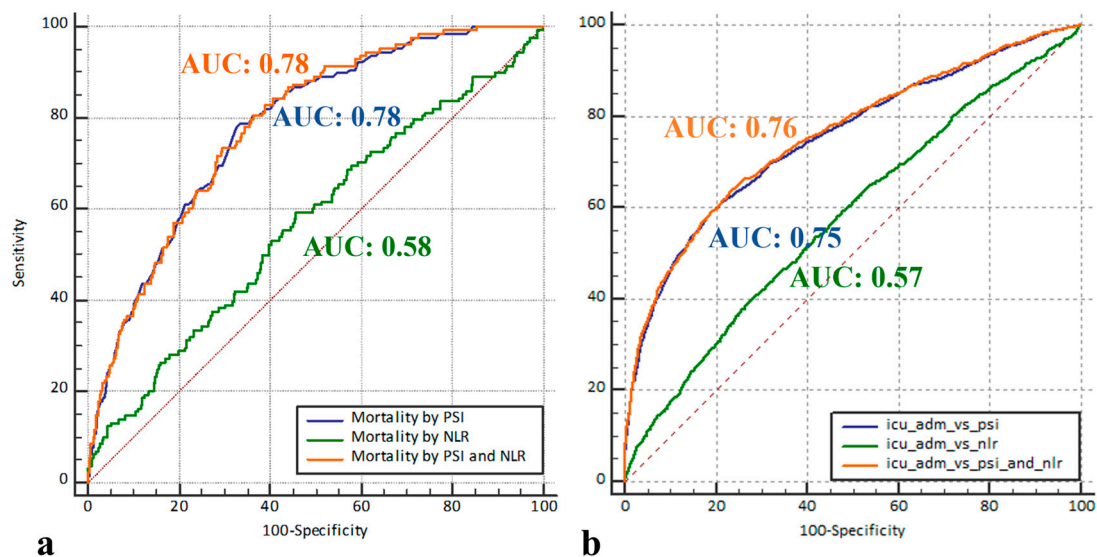 100
80
60
40
20
0
Sensitivity
AUC: 0.78
AUC: 0.78
AUC: 0.58
Mortality by PSI
Mortality by NLR
Mortality by PSI and NLR
0 20 40 60 80 100
100-Specificity
a
100
80
60
40
20
0
AUC: 0.76
AUC: 0.75
AUC: 0.57
icu_adm_vs_psi
icu_adm_vs_nlr
icu_adm_vs_psi_and_nlr
0 20 40 60 80 100
100-Specificity
b